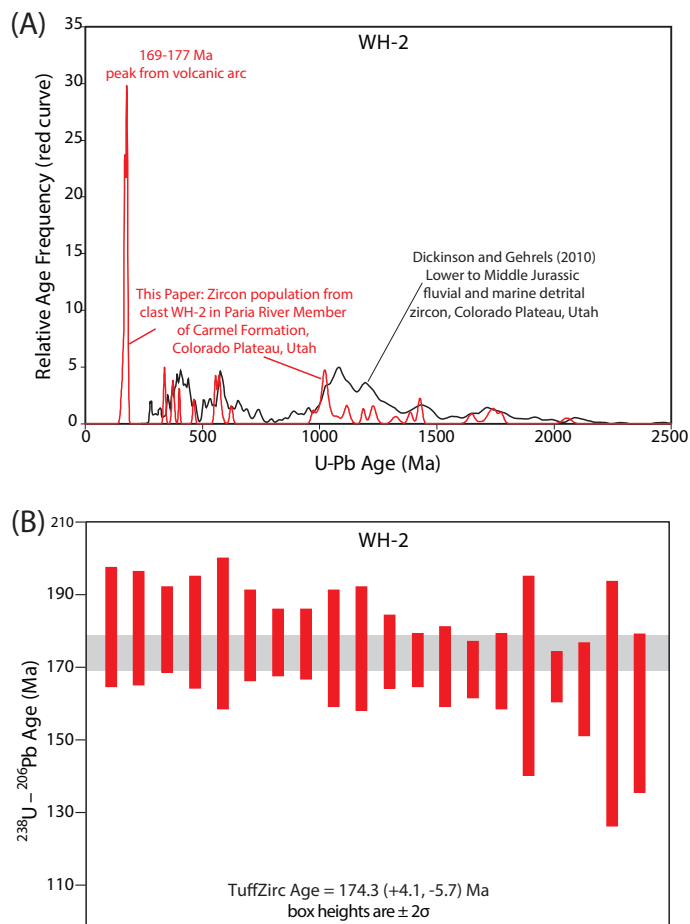 (A)
WH-2
169-177 Ma
peak from volcanic arc
Relative Age Frequency (red curve)
35
30
25
20
15
10
5
0
Dickinson and Gehrels (2010)
Lower to Middle Jurassic
fluvial and marine detrital
zircon, Colorado Plateau, Utah
This Paper: Zircon population from
clast WH-2 in Paria River Member
of Carmel Formation,
Colorado Plateau, Utah
0 500 1000 1500 2000 2500
U-Pb Age (Ma)
(B)
WH-2
238U – 206Pb Age (Ma)
210
190
170
150
130
110
TuffZirc Age = 174.3 (+4.1, -5.7) Ma
box heights are ± 2σ